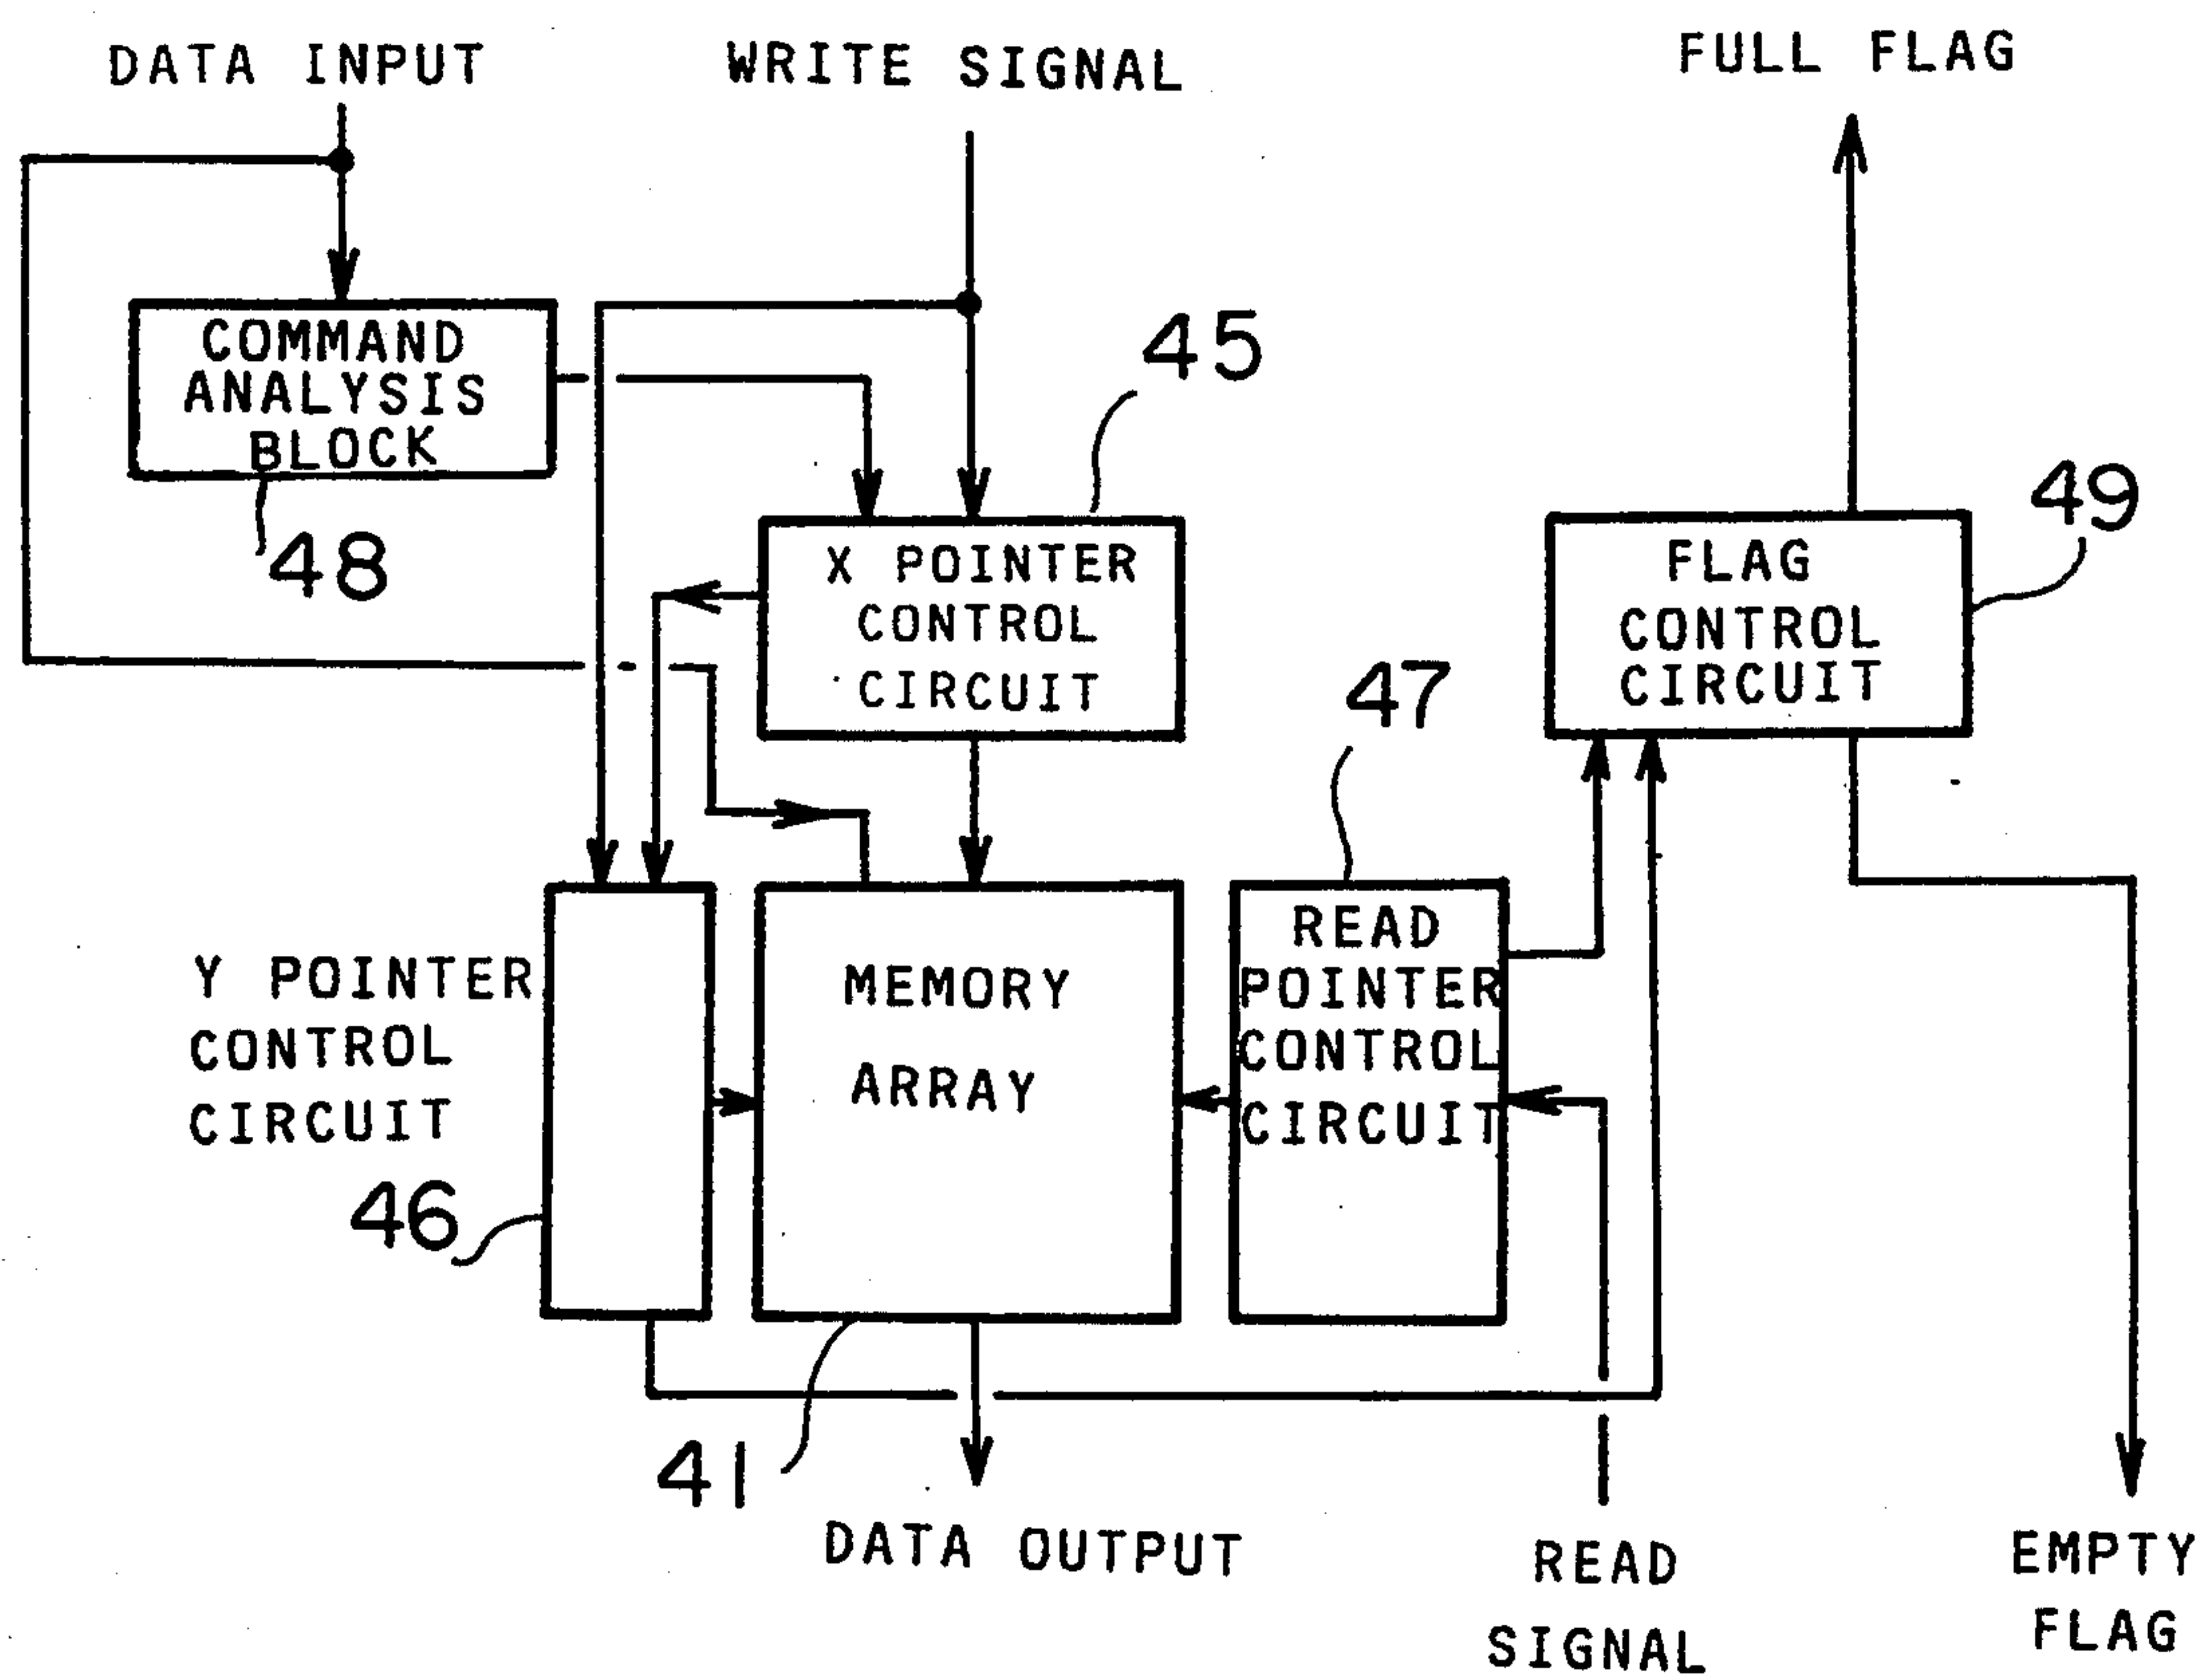 DATA INPUT
WRITE SIGNAL
FULL FLAG
COMMAND
ANALYSIS
BLOCK
48
45
X POINTER
CONTROL
CIRCUIT
49
FLAG
CONTROL
CIRCUIT
47
Y POINTER
CONTROL
CIRCUIT
46
MEMORY
ARRAY
41
READ
POINTER
CONTROL
CIRCUIT
DATA OUTPUT
READ
SIGNAL
EMPTY
FLAG